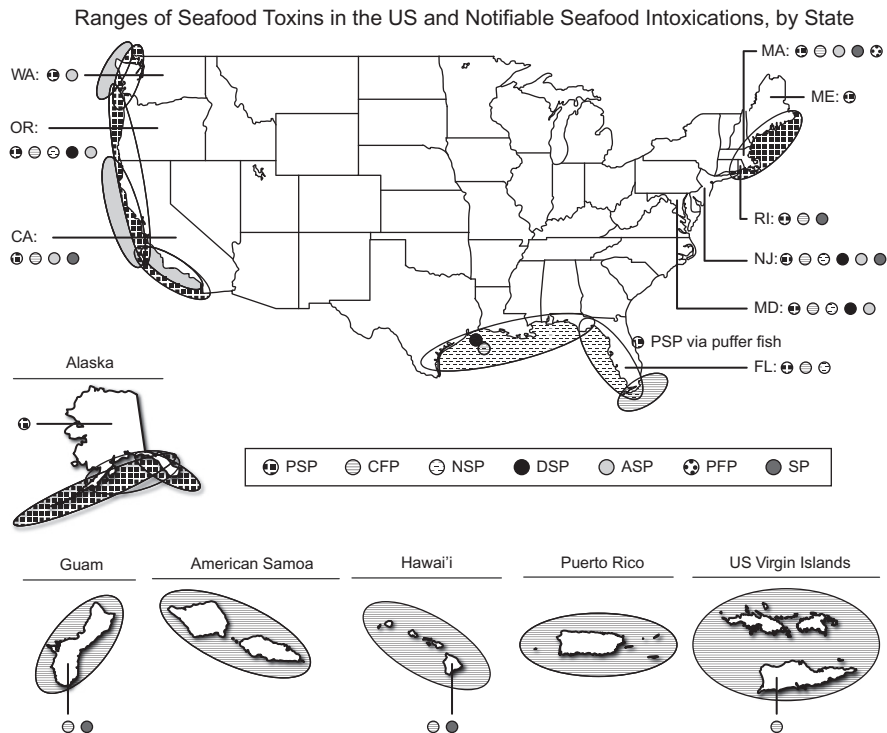 Ranges of Seafood Toxins in the US and Notifiable Seafood Intoxications, by State
MA:
WA:
ME:
OR:
RI:
CA:
NJ:
MD:
PSP via puffer fish
FL:
Alaska
PSP CFP NSP DSP ASP PFP SP
Guam American Samoa Hawai'i Puerto Rico US Virgin Islands